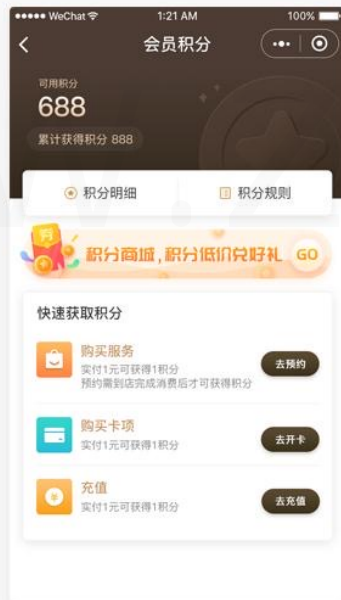 WeChat
1:21 AM
100%
会员积分
可用积分
688
累计获得积分 888
积分明细
积分规则
积分商城,积分低价兑好礼 GO
快速获取积分
购买服务
实付1元可获得1积分
预约需到店完成消费后才可获得积分
去预约
购买卡项
实付1元可获得1积分
去开卡
充值
实付1元可获得1积分
去充值